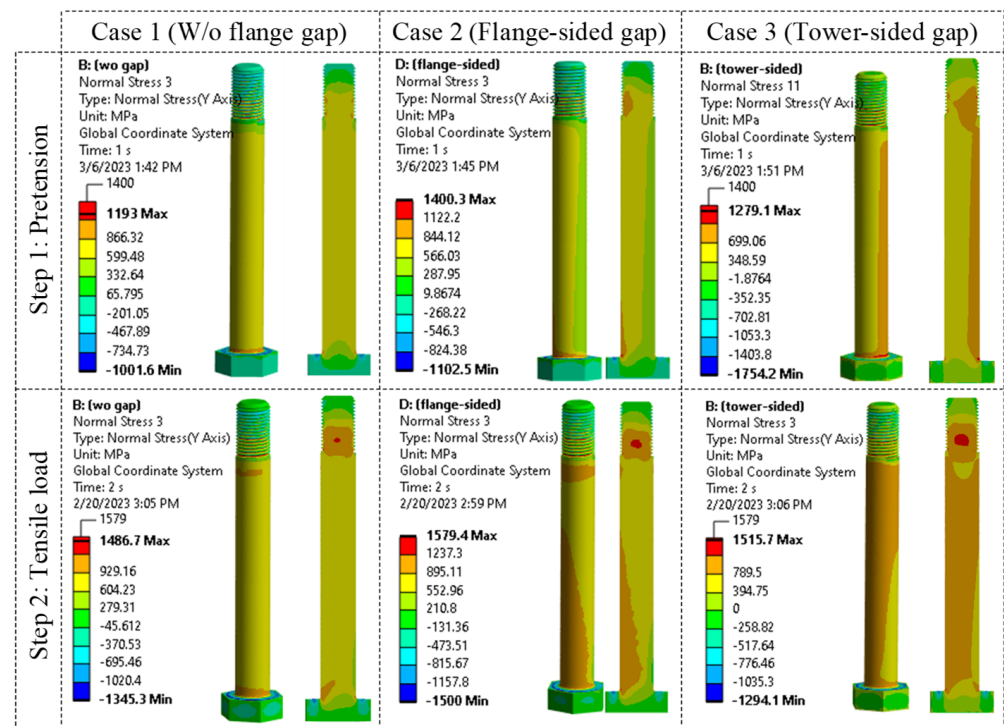 Case 1 (W/o flange gap)
Case 2 (Flange-sided gap)
Case 3 (Tower-sided gap)
Step 1: Pretension
B: (wo gap)
Normal Stress 3
Type: Normal Stress(Y Axis)
Unit: MPa
Global Coordinate System
Time: 1 s
3/6/2023 1:42 PM
1400
1193 Max
866.32
599.48
332.64
65.795
-201.05
-467.89
-734.73
-1001.6 Min
D: (flange-sided)
Normal Stress 3
Type: Normal Stress(Y Axis)
Unit: MPa
Global Coordinate System
Time: 1 s
3/6/2023 1:45 PM
1400.3 Max
1122.2
844.12
566.03
287.95
9.8674
-268.22
-546.3
-824.38
-1102.5 Min
B: (tower-sided)
Normal Stress 11
Type: Normal Stress(Y Axis)
Unit: MPa
Global Coordinate System
Time: 1 s
3/6/2023 1:51 PM
1400
1279.1 Max
699.06
348.59
-1.8764
-352.35
-702.81
-1053.3
-1403.8
-1754.2 Min
Step 2: Tensile load
B: (wo gap)
Normal Stress 3
Type: Normal Stress(Y Axis)
Unit: MPa
Global Coordinate System
Time: 2 s
2/20/2023 3:05 PM
1579
1486.7 Max
929.16
604.23
279.31
-45.612
-370.53
-695.46
-1020.4
-1345.3 Min
D: (flange-sided)
Normal Stress 3
Type: Normal Stress(Y Axis)
Unit: MPa
Global Coordinate System
Time: 2 s
2/20/2023 2:59 PM
1579.4 Max
1237.3
895.11
552.96
210.8
-131.36
-473.51
-815.67
-1157.8
-1500 Min
B: (tower-sided)
Normal Stress 3
Type: Normal Stress(Y Axis)
Unit: MPa
Global Coordinate System
Time: 2 s
2/20/2023 3:06 PM
1579
1515.7 Max
789.5
394.75
0
-258.82
-517.64
-776.46
-1035.3
-1294.1 Min